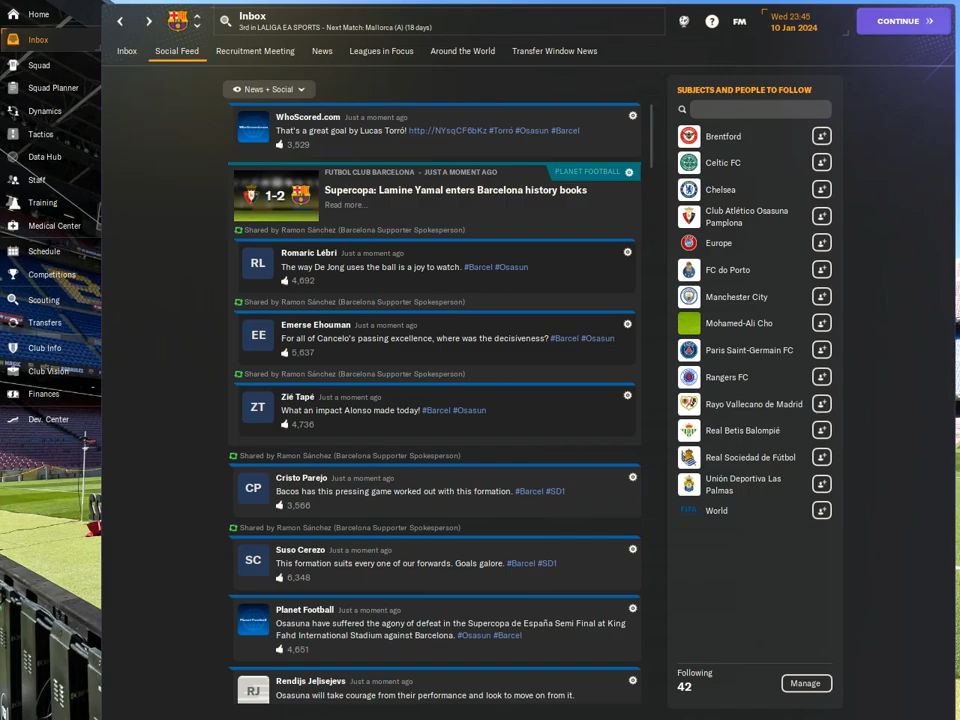 Home
Inbox
Squad
Squad Planner
Dynamics
Tactics
Data Hub
Staff
Training
Medical Center
Schedule
Competitions
Scouting
Transfers
Club Info
Club Vision
Finances
Dev. Center
Inbox
3rd in LALIGA EA SPORTS - Next Match: Mallorca (A) (18 days)
FM
Wed 23:45
10 Jan 2024
CONTINUE
Inbox
Social Feed
Recruitment Meeting
News
Leagues in Focus
Around the World
Transfer Window News
News + Social
WhoScored.com Just a moment ago
That's a great goal by Lucas Torró! http://NYsqCF6bKz #Torró #Osasun #Barcel
3,529
FUTBOL CLUB BARCELONA - JUST A MOMENT AGO
PLANET FOOTBALL
1-2
Supercopa: Lamine Yamal enters Barcelona history books
Read more...
Shared by Ramon Sánchez (Barcelona Supporter Spokesperson)
RL
Romaric Lébri Just a moment ago
The way De Jong uses the ball is a joy to watch. #Barcel #Osasun
4,692
Shared by Ramon Sánchez (Barcelona Supporter Spokesperson)
EE
Emerse Ehouman Just a moment ago
For all of Cancelo's passing excellence, where was the decisiveness? #Barcel #Osasun
5,637
Shared by Ramon Sánchez (Barcelona Supporter Spokesperson)
ZT
Zié Tapé Just a moment ago
What an impact Alonso made today! #Barcel #Osasun
4,736
Shared by Ramon Sánchez (Barcelona Supporter Spokesperson)
CP
Cristo Parejo Just a moment ago
Bacos has this pressing game worked out with this formation. #Barcel #SD1
3,566
Shared by Ramon Sánchez (Barcelona Supporter Spokesperson)
SC
Suso Cerezo Just a moment ago
This formation suits every one of our forwards. Goals galore. #Barcel #SD1
6,348
Planet Football
Planet Football Just a moment ago
Osasuna have suffered the agony of defeat in the Supercopa de España Semi Final at King
Fahd International Stadium against Barcelona. #Osasun #Barcel
4,651
RJ
Rendijs Jeļisejevs Just a moment ago
Osasuna will take courage from their performance and look to move on from it.
SUBJECTS AND PEOPLE TO FOLLOW
Brentford
Celtic FC
Chelsea
Club Atlético Osasuna
Pamplona
Europe
FC do Porto
Manchester City
Mohamed-Ali Cho
Paris Saint-Germain FC
Rangers FC
Rayo Vallecano de Madrid
Real Betis Balompié
Real Sociedad de Fútbol
Unión Deportiva Las
Palmas
FIFA
World
Following
42
Manage